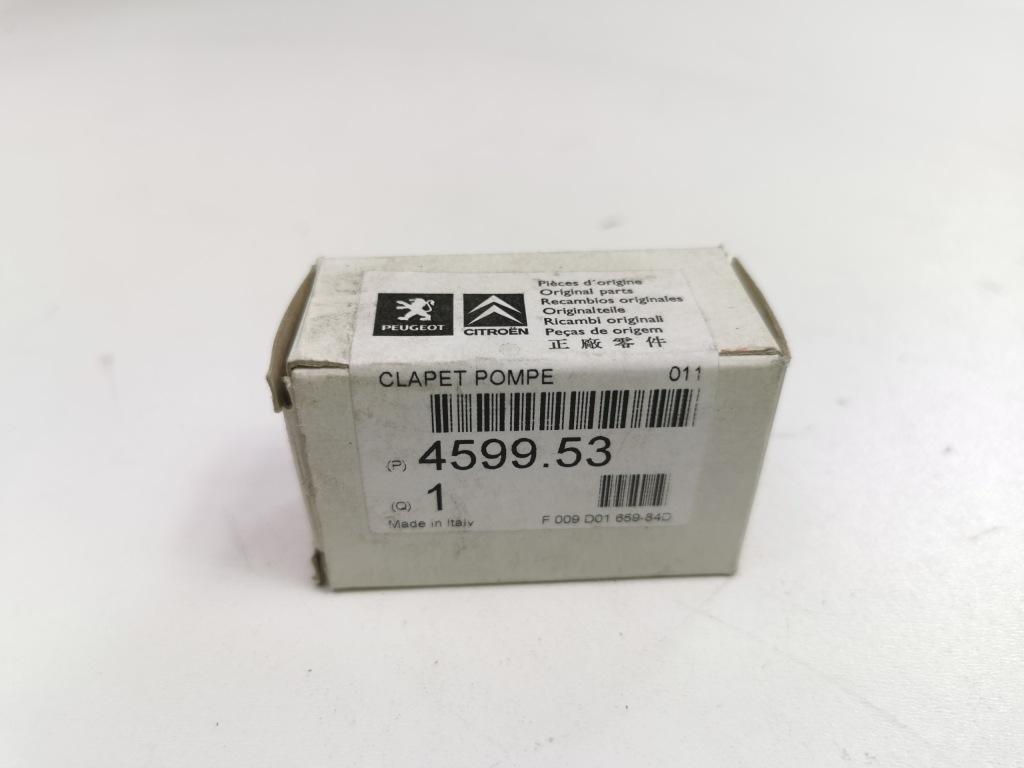 PEUGEOT
CITROËN
Pièces d'origine
Original parts
Recambios originales
Originalteile
Ricambi originali
Peças de origem
正廠零件
CLAPET POMPE 011
(P) 4599.53
(Q) 1
Made in Italy F 009 D01 659-84D